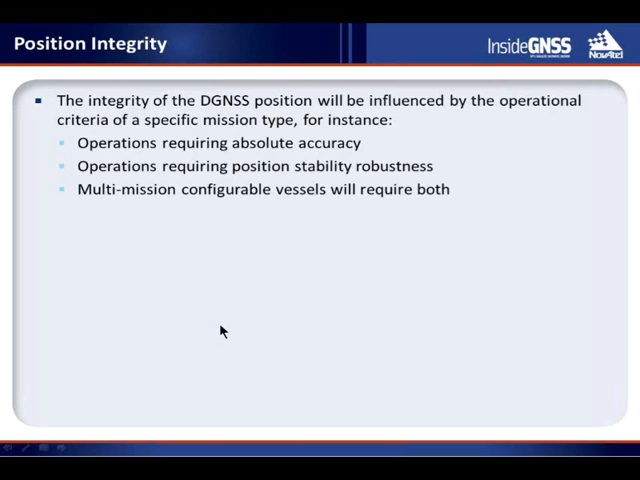 Position Integrity
InsideGNSS
NovAtel
The integrity of the DGNSS position will be influenced by the operational
criteria of a specific mission type, for instance:
Operations requiring absolute accuracy
Operations requiring position stability robustness
Multi-mission configurable vessels will require both